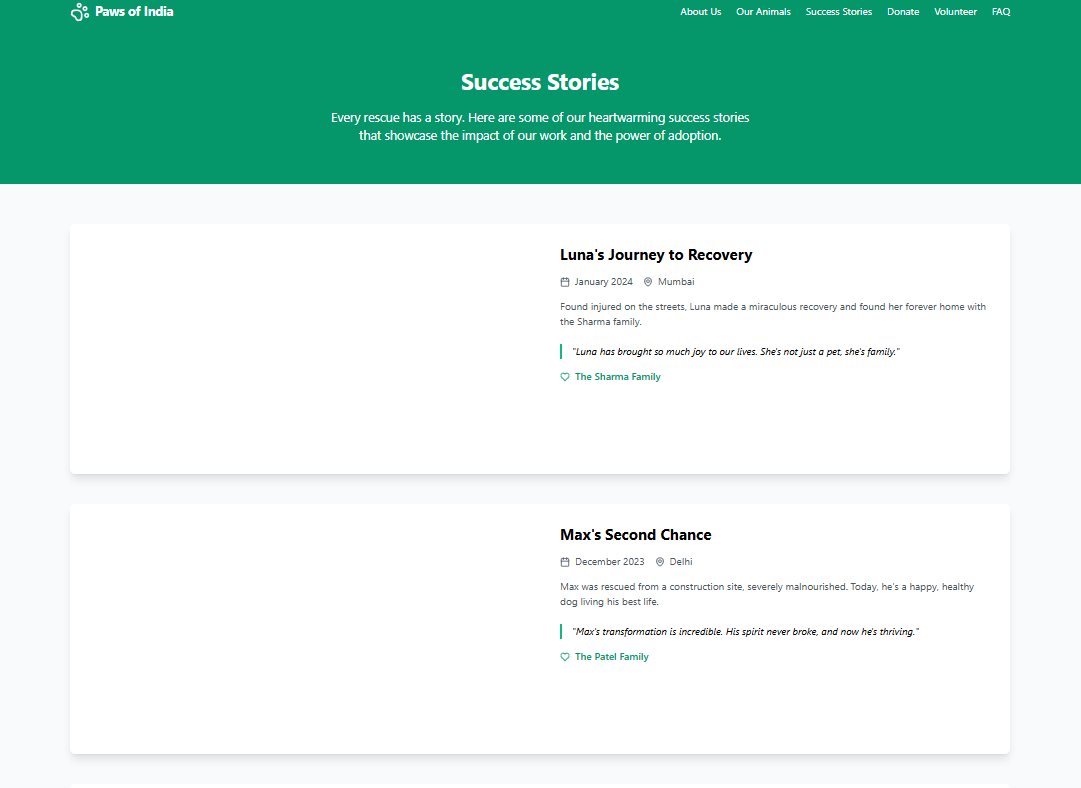 Paws of India
About Us
Our Animals
Success Stories
Donate
Volunteer
FAQ
Success Stories
Every rescue has a story. Here are some of our heartwarming success stories
that showcase the impact of our work and the power of adoption.
Luna's Journey to Recovery
January 2024
Mumbai
Found injured on the streets, Luna made a miraculous recovery and found her forever home with
the Sharma family.
"Luna has brought so much joy to our lives. She's not just a pet, she's family."
The Sharma Family
Max's Second Chance
December 2023
Delhi
Max was rescued from a construction site, severely malnourished. Today, he's a happy, healthy
dog living his best life.
"Max's transformation is incredible. His spirit never broke, and now he's thriving."
The Patel Family